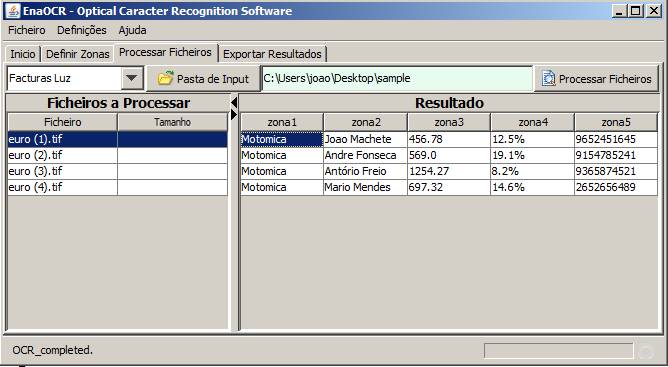 EnaOCR - Optical Caracter Recognition Software
Ficheiro Definições Ajuda
Inicio Definir Zonas Processar Ficheiros Exportar Resultados
Facturas Luz Pasta de Input C:\Users\joao\Desktop\sample Processar Ficheiros
Ficheiros a Processar Resultado
Ficheiro Tamanho zona1 zona2 zona3 zona4 zona5
euro (1).tif Motomica Joao Machete 456.78 12.5% 9652451645
euro (2).tif Motomica Andre Fonseca 569.0 19.1% 9154785241
euro (3).tif Motomica Antório Freio 1254.27 8.2% 9365874521
euro (4).tif Motomica Mario Mendes 697.32 14.6% 2652656489
OCR_completed.